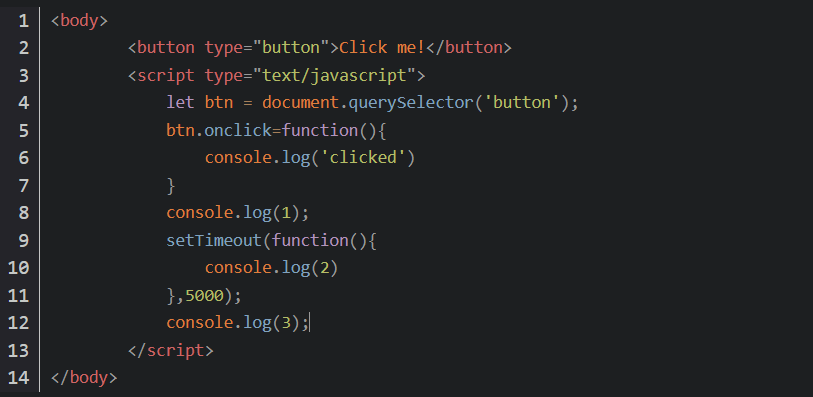 1 <body>
2 <button type="button">Click me!</button>
3 <script type="text/javascript">
4 let btn = document.querySelector('button');
5 btn.onclick=function(){
6 console.log('clicked')
7 }
8 console.log(1);
9 setTimeout(function(){
10 console.log(2)
11 },5000);
12 console.log(3);
13 </script>
14 </body>